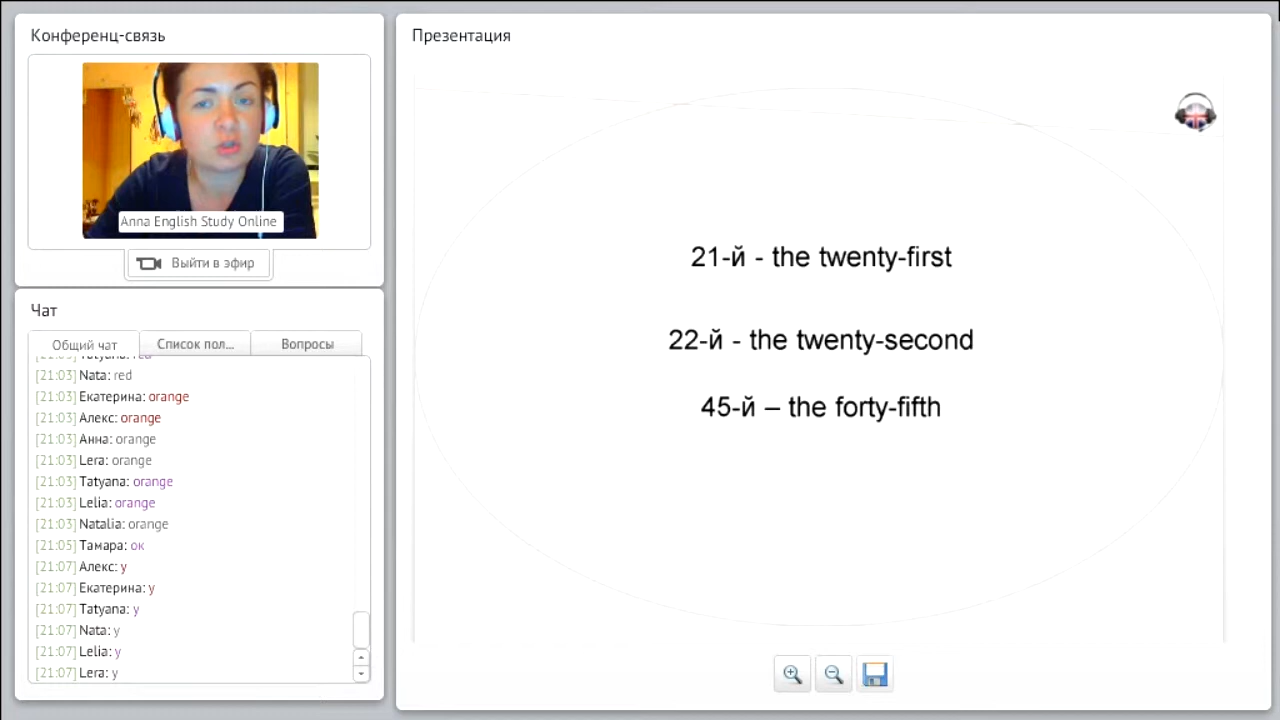 Конференц-связь
Anna English Study Online
Выйти в эфир
Чат
Общий чат
Список пол...
Вопросы
[21:03] Tatyana: red
[21:03] Nata: red
[21:03] Екатерина: orange
[21:03] Алекс: orange
[21:03] Анна: orange
[21:03] Lera: orange
[21:03] Tatyana: orange
[21:03] Lelia: orange
[21:03] Natalia: orange
[21:05] Тамара: ок
[21:07] Алекс: у
[21:07] Екатерина: у
[21:07] Tatyana: y
[21:07] Nata: y
[21:07] Lelia: y
[21:07] Lera: y
Презентация
21-й - the twenty-first
22-й - the twenty-second
45-й – the forty-fifth